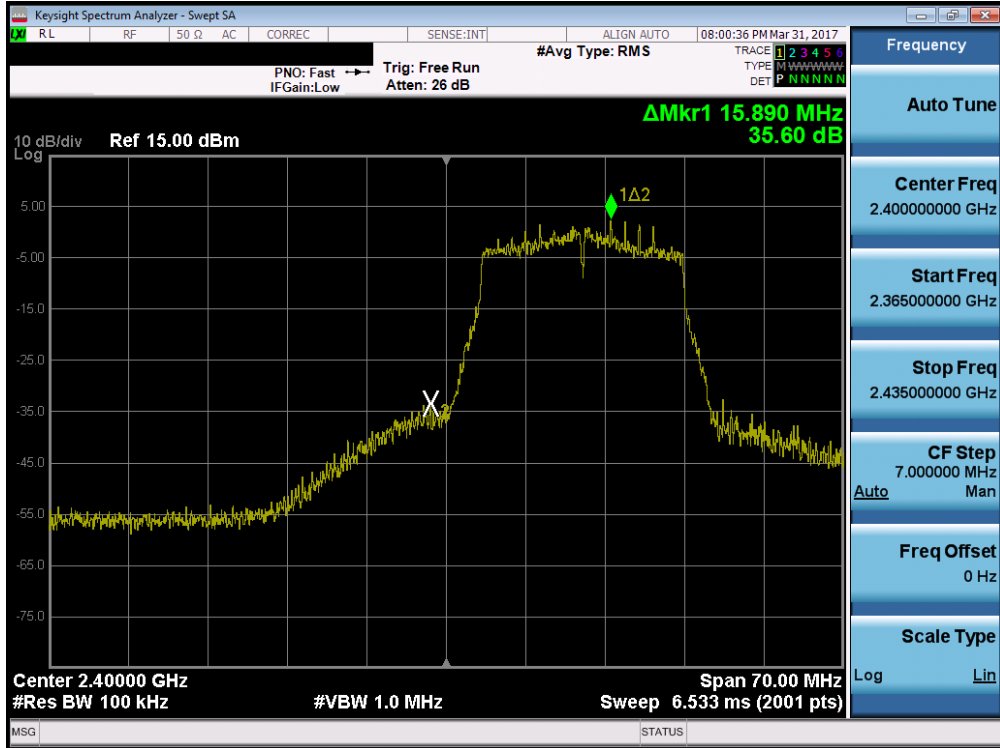 Keysight Spectrum Analyzer - Swept SA
LXI RL RF 50 Ω AC CORREC SENSE:INT ALIGN AUTO 08:00:36 PM Mar 31, 2017
#Avg Type: RMS TRACE 1 2 3 4 5 6
PNO: Fast Trig: Free Run TYPE M WWWWW
IFGain:Low Atten: 26 dB DET P N N N N N
ΔMkr1 15.890 MHz
35.60 dB
10 dB/div Ref 15.00 dBm
Log
5.00
-5.00
-15.0
-25.0
-35.0
-45.0
-55.0
-65.0
-75.0
1Δ2
X2
Center 2.40000 GHz Span 70.00 MHz
#Res BW 100 kHz #VBW 1.0 MHz Sweep 6.533 ms (2001 pts)
MSG STATUS
Frequency
Auto Tune
Center Freq
2.400000000 GHz
Start Freq
2.365000000 GHz
Stop Freq
2.435000000 GHz
CF Step
7.000000 MHz
Auto Man
Freq Offset
0 Hz
Scale Type
Log Lin